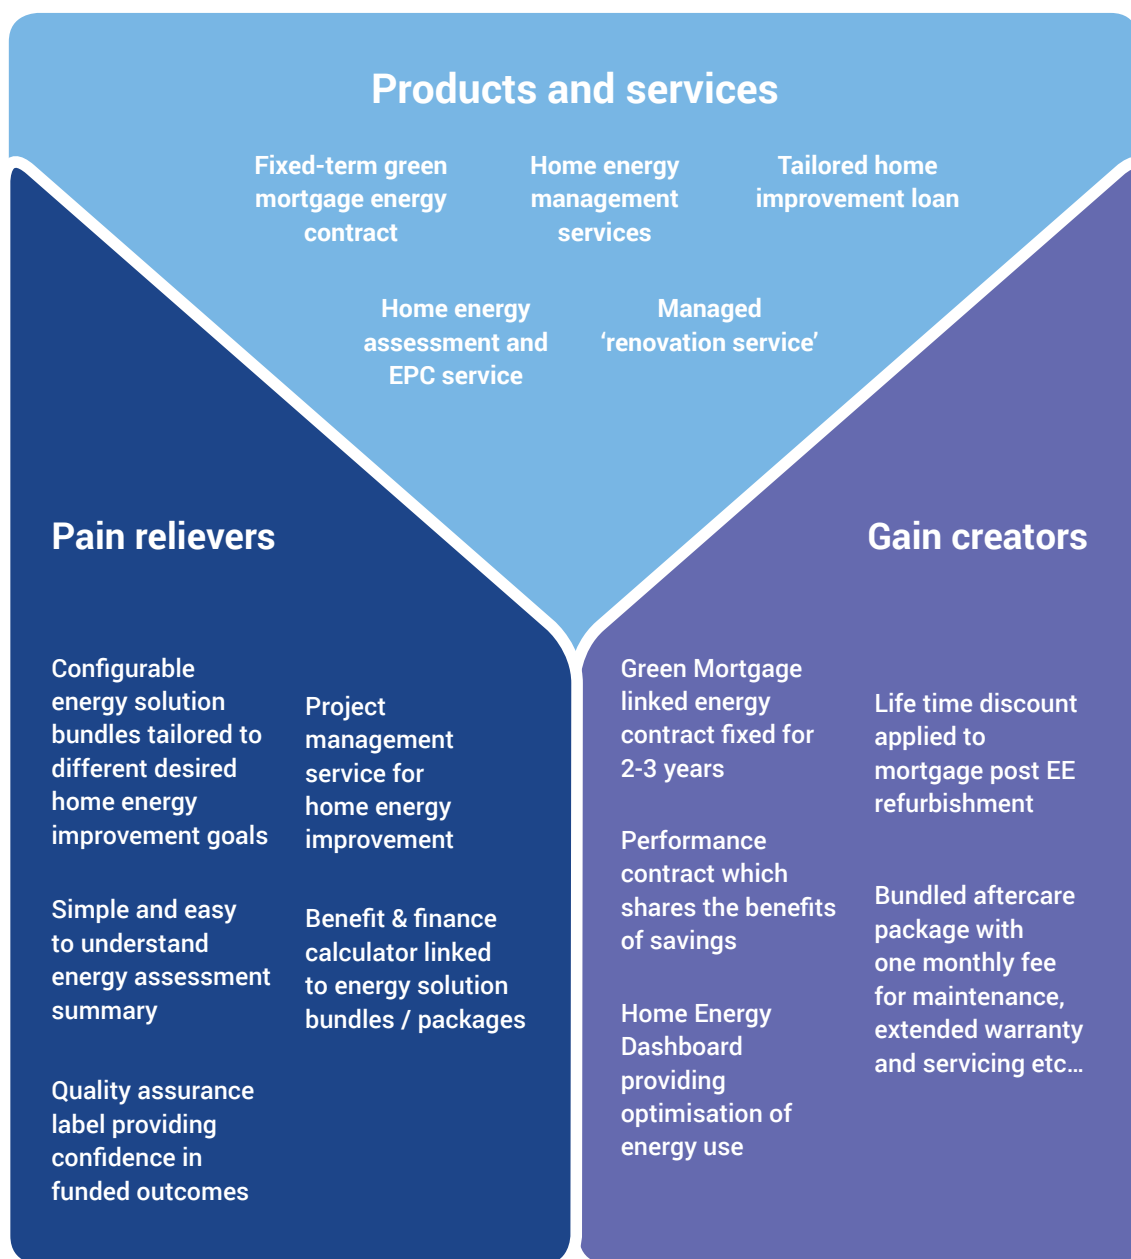 Products and services
Fixed-term green
mortgage energy
contract
Home energy
management
services
Tailored home
improvement loan
Home energy
assessment and
EPC service
Managed
‘renovation service’
Pain relievers
Configurable
energy solution
bundles tailored to
different desired
home energy
improvement goals
Simple and easy
to understand
energy assessment
summary
Quality assurance
label providing
confidence in
funded outcomes
Project
management
service for
home energy
improvement
Benefit & finance
calculator linked
to energy solution
bundles / packages
Gain creators
Green Mortgage
linked energy
contract fixed for
2-3 years
Performance
contract which
shares the benefits
of savings
Home Energy
Dashboard
providing
optimisation of
energy use
Life time discount
applied to
mortgage post EE
refurbishment
Bundled aftercare
package with
one monthly fee
for maintenance,
extended warranty
and servicing etc...